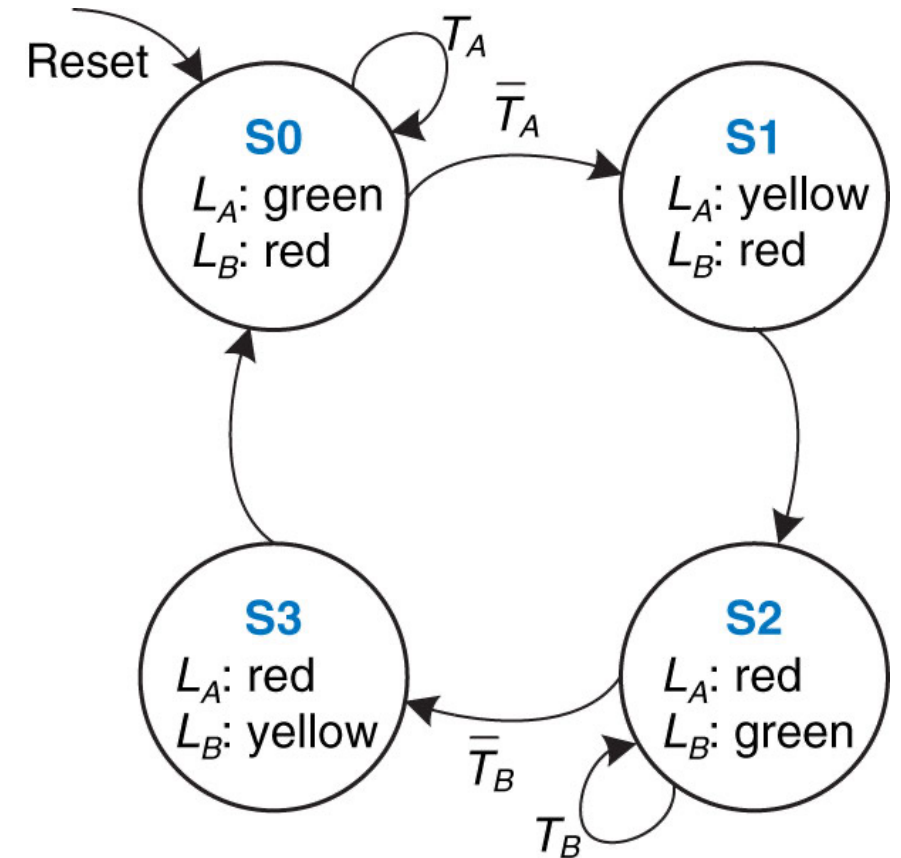 Reset
T_A
T̅_A
S0
L_A: green
L_B: red
S1
L_A: yellow
L_B: red
S3
L_A: red
L_B: yellow
S2
L_A: red
L_B: green
T̅_B
T_B